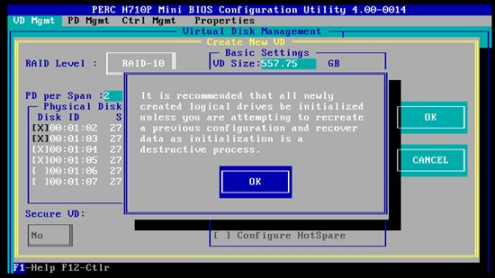 PERC H710P Mini BIOS Configuration Utility 4.00-0014
VD Mgmt PD Mgmt Ctrl Mgmt Properties
Virtual Disk Management
Create New VD
Basic Settings
RAID Level : RAID-10 VD Size:557.75 GB
PD per Span :2
Physical Disk
Disk ID S
[X]00:01:02 27
[X]00:01:03 27
[X]00:01:04 27
[X]00:01:05 27
[ ]00:01:06 27
[ ]00:01:07 27
It is recommended that all newly
created logical drives be initialized
unless you are attempting to recreate
a previous configuration and recover
data as initialization is a
destructive process.
OK
OK
CANCEL
Secure VD:
No
[ ] Configure HotSpare
F1-Help F12-Ctlr